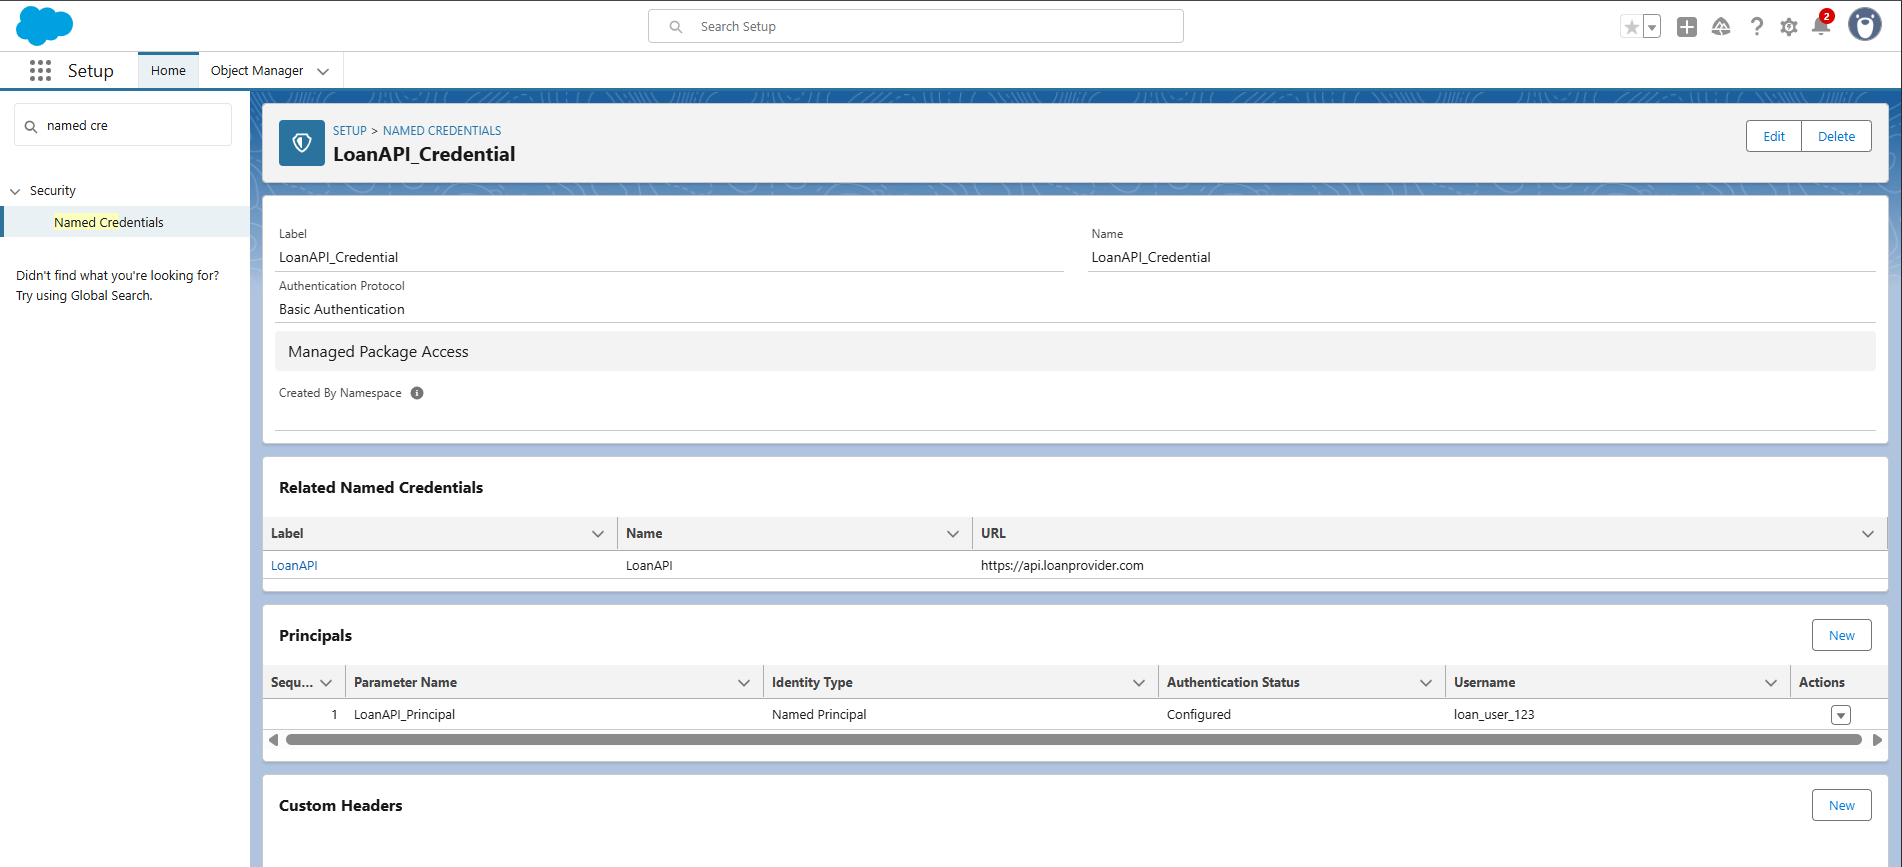 Search Setup
2
Setup
Home
Object Manager
named cre
Security
Named Credentials
Didn't find what you're looking for?
Try using Global Search.
SETUP > NAMED CREDENTIALS
LoanAPI_Credential
Edit
Delete
Label
Name
LoanAPI_Credential
LoanAPI_Credential
Authentication Protocol
Basic Authentication
Managed Package Access
Created By Namespace
Related Named Credentials
Label
Name
URL
LoanAPI
LoanAPI
https://api.loanprovider.com
Principals
New
Sequ...
Parameter Name
Identity Type
Authentication Status
Username
Actions
1
LoanAPI_Principal
Named Principal
Configured
loan_user_123
Custom Headers
New